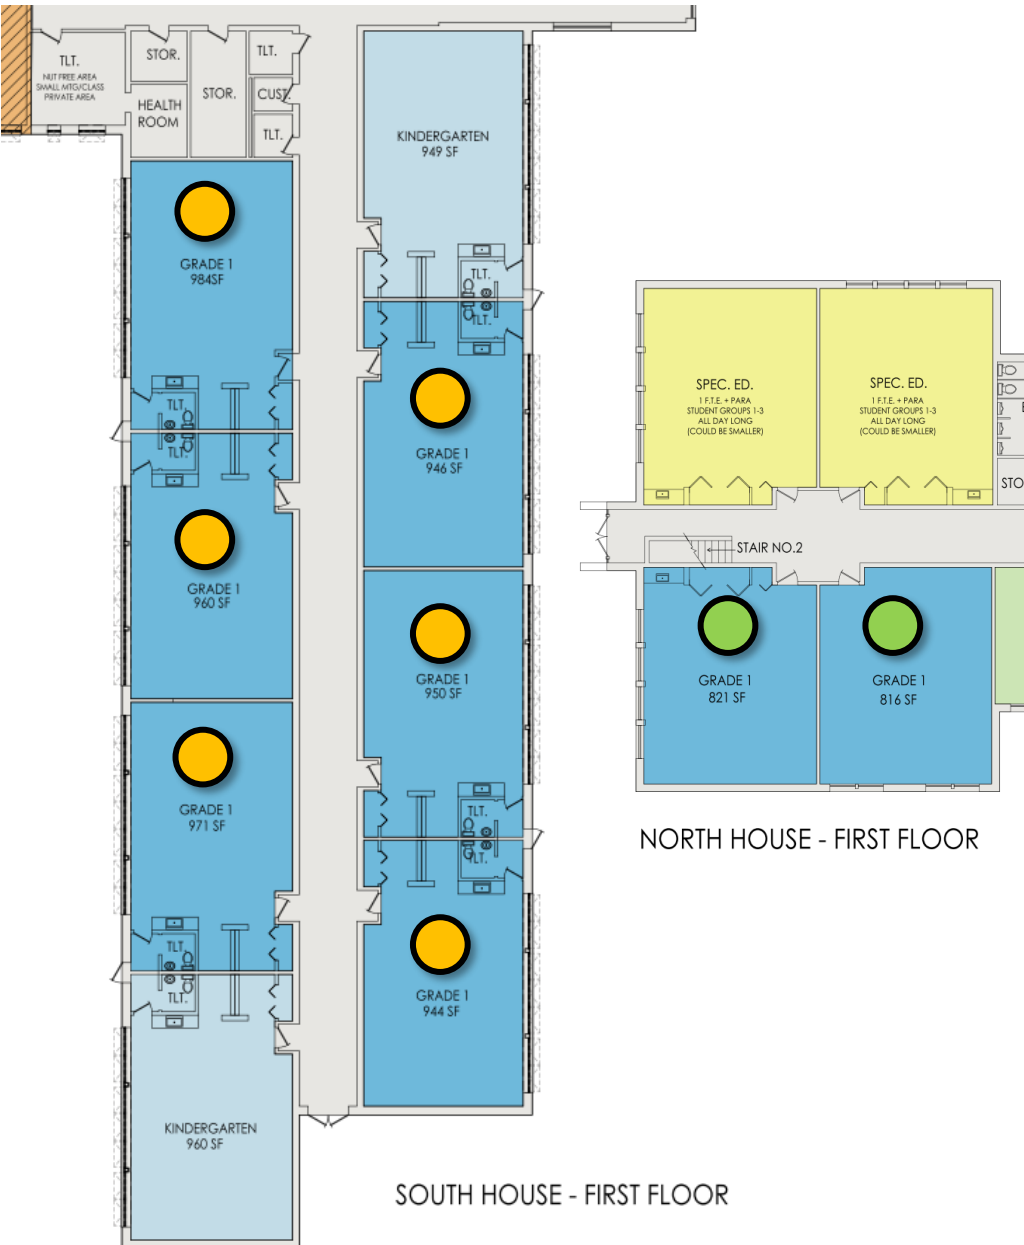 TLT.
NUT FREE AREA
SMALL MTG/CLASS
PRIVATE AREA
STOR.
HEALTH
ROOM
STOR.
TLT.
CUST.
TLT.
KINDERGARTEN
949 SF
GRADE 1
984SF
TLT.
TLT.
TLT.
TLT.
GRADE 1
946 SF
GRADE 1
960 SF
GRADE 1
950 SF
GRADE 1
971 SF
TLT.
TLT.
TLT.
TLT.
GRADE 1
944 SF
KINDERGARTEN
960 SF
SOUTH HOUSE - FIRST FLOOR
SPEC. ED.
1 F.T.E. + PARA
STUDENT GROUPS 1-3
ALL DAY LONG
(COULD BE SMALLER)
SPEC. ED.
1 F.T.E. + PARA
STUDENT GROUPS 1-3
ALL DAY LONG
(COULD BE SMALLER)
STO
STAIR NO.2
GRADE 1
821 SF
GRADE 1
816 SF
NORTH HOUSE - FIRST FLOOR